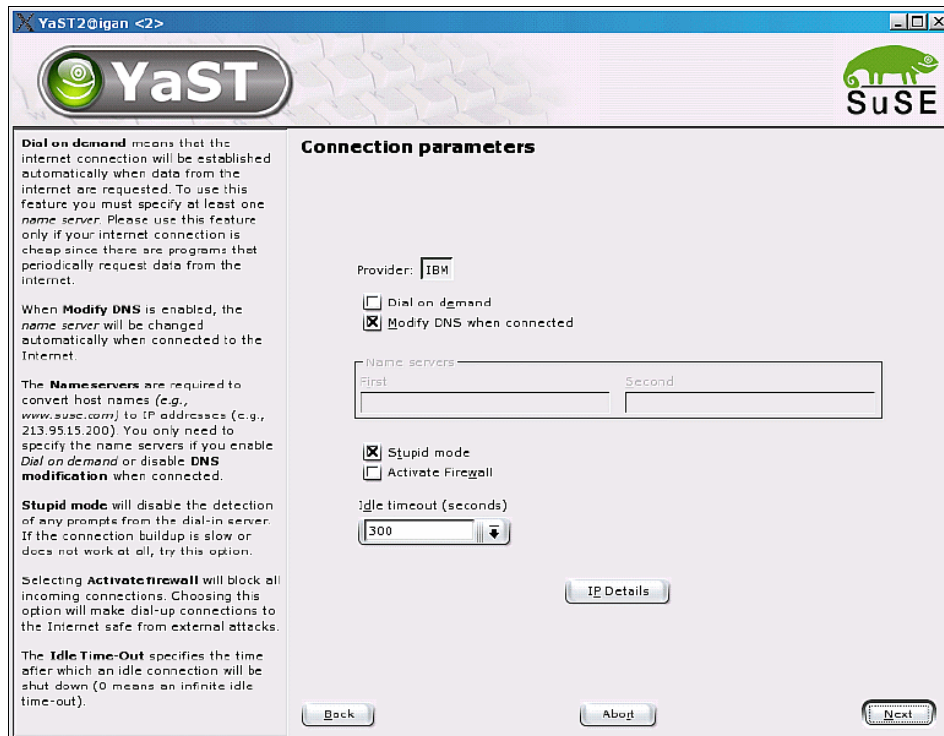 YaST2@igan <2>
YaST
SuSE
Dial on demand means that the
internet connection will be established
automatically when data from the
internet are requested. To use this
feature you must specify at least one
name server. Please use this feature
only if your internet connection is
cheap since there are programs that
periodically request data from the
internet.
When Modify DNS is enabled, the
name server will be changed
automatically when connected to the
Internet.
The Nameservers are required to
convert host names (e.g.,
www.suse.com) to IP addresses (e.g.,
213.95.15.200). You only need to
specify the name servers if you enable
Dial on demand or disable DNS
modification when connected.
Stupid mode will disable the detection
of any prompts from the dial-in server.
If the connection buildup is slow or
does not work at all, try this option.
Selecting Activate firewall will block all
incoming connections. Choosing this
option will make dial-up connections to
the Internet safe from external attacks.
The Idle Time-Out specifies the time
after which an idle connection will be
shut down (0 means an infinite idle
time-out).
Connection parameters
Provider: IBM
Dial on demand
Modify DNS when connected
Name servers
First Second
Stupid mode
Activate Firewall
Idle timeout (seconds)
300
IP Details
Back Abort Next